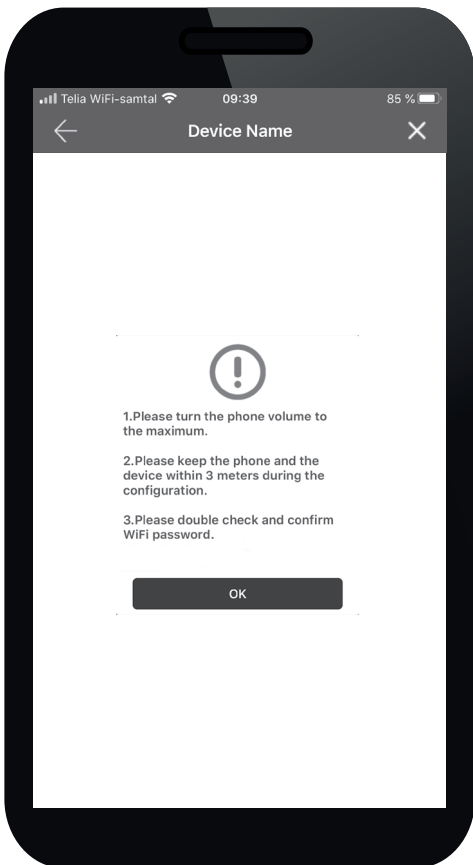 Telia WiFi-samtal 09:39 85 %
Device Name
1.Please turn the phone volume to
the maximum.
2.Please keep the phone and the
device within 3 meters during the
configuration.
3.Please double check and confirm
WiFi password.
OK